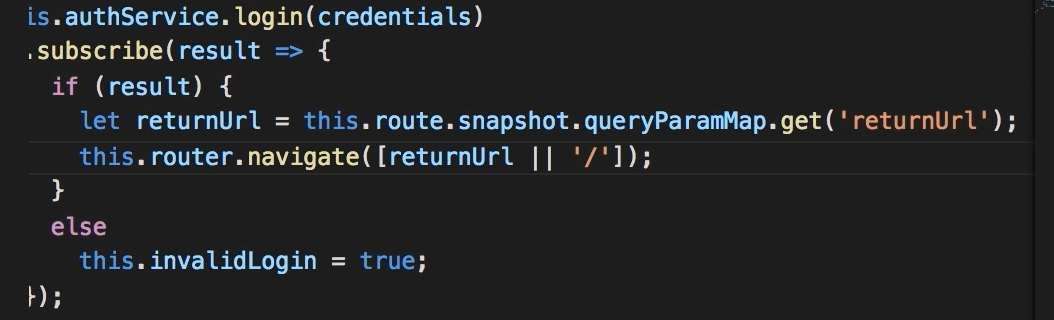 is.authService.login(credentials)
.subscribe(result => {
if (result) {
let returnUrl = this.route.snapshot.queryParamMap.get('returnUrl');
this.router.navigate([returnUrl || '/']);
}
else
this.invalidLogin = true;
});